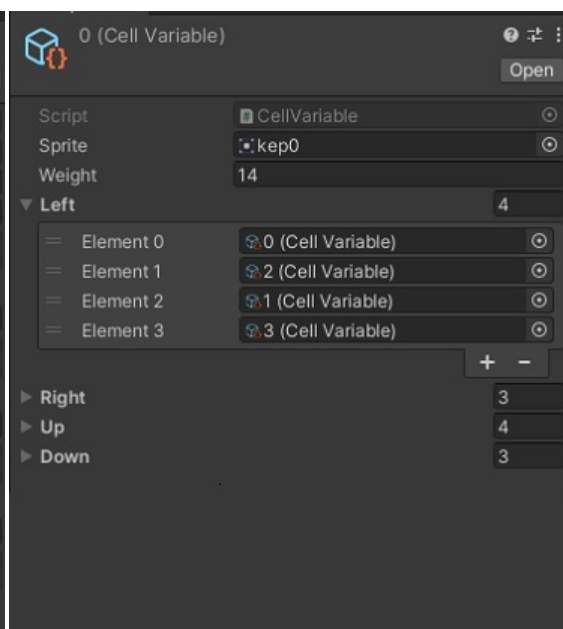 0 (Cell Variable)
Open
Script CellVariable
Sprite kep0
Weight 14
Left 4
Element 0 0 (Cell Variable)
Element 1 2 (Cell Variable)
Element 2 1 (Cell Variable)
Element 3 3 (Cell Variable)
+ -
Right 3
Up 4
Down 3